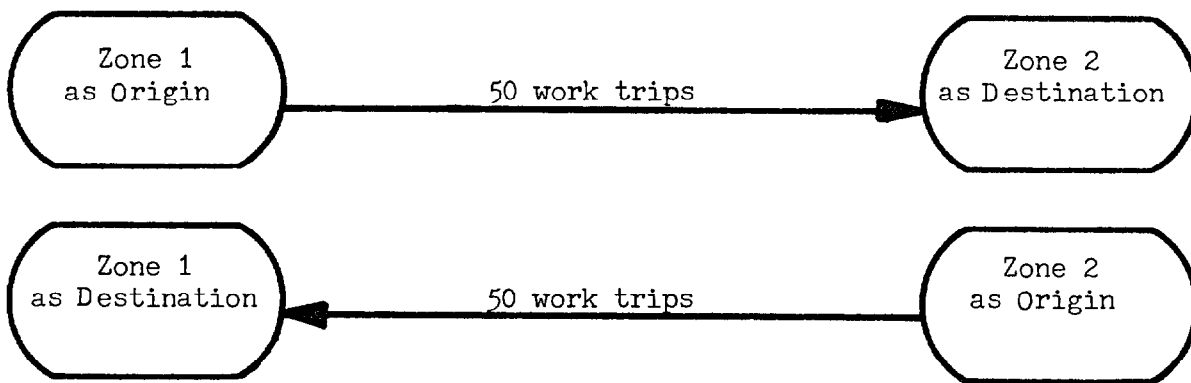 Zone 1
as Origin
50 work trips
Zone 2
as Destination
Zone 1
as Destination
50 work trips
Zone 2
as Origin